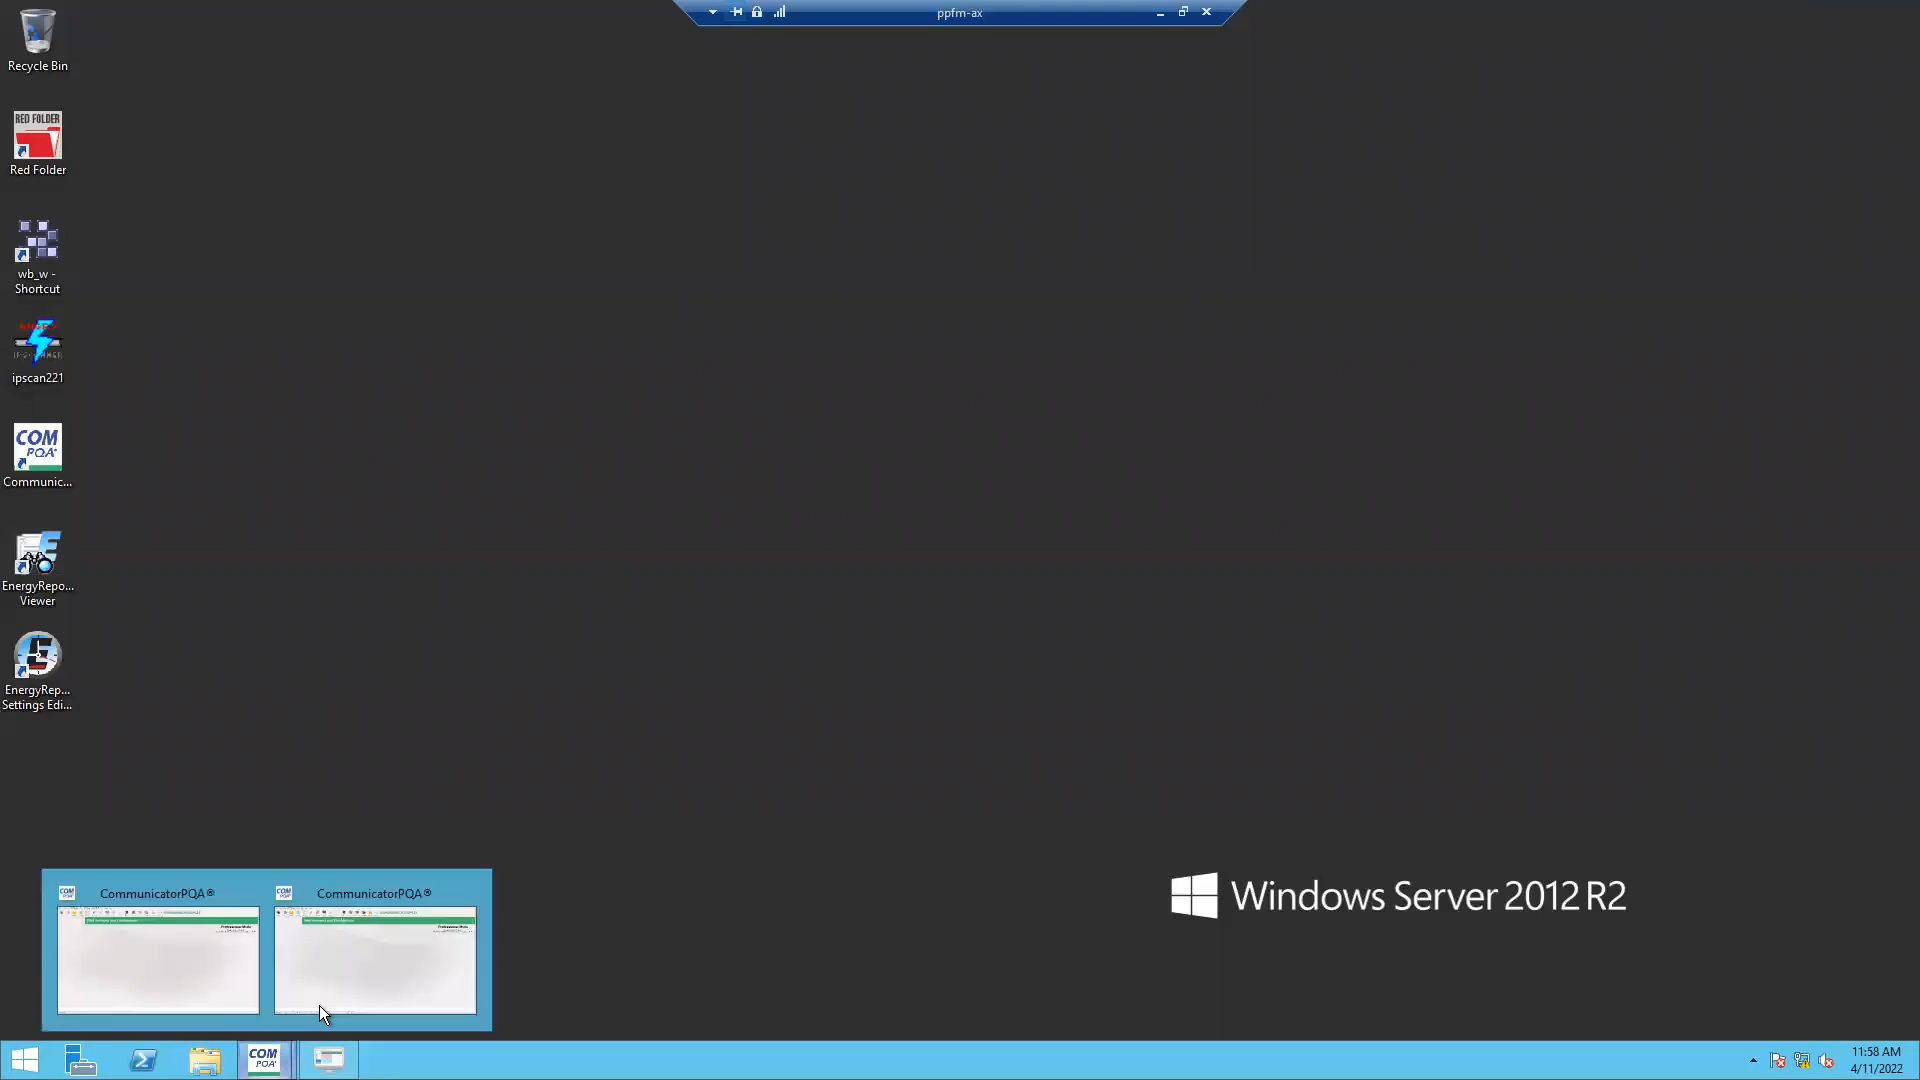 ppfm-ax
Recycle Bin
RED FOLDER
Red Folder
wb_w -
Shortcut
ipscan221
COM
PQA
Communic...
EnergyRepo...
Viewer
EnergyRep...
Settings Edi...
CommunicatorPQA®
CommunicatorPQA®
Windows Server 2012 R2
COM
PQA
11:58 AM
4/11/2022